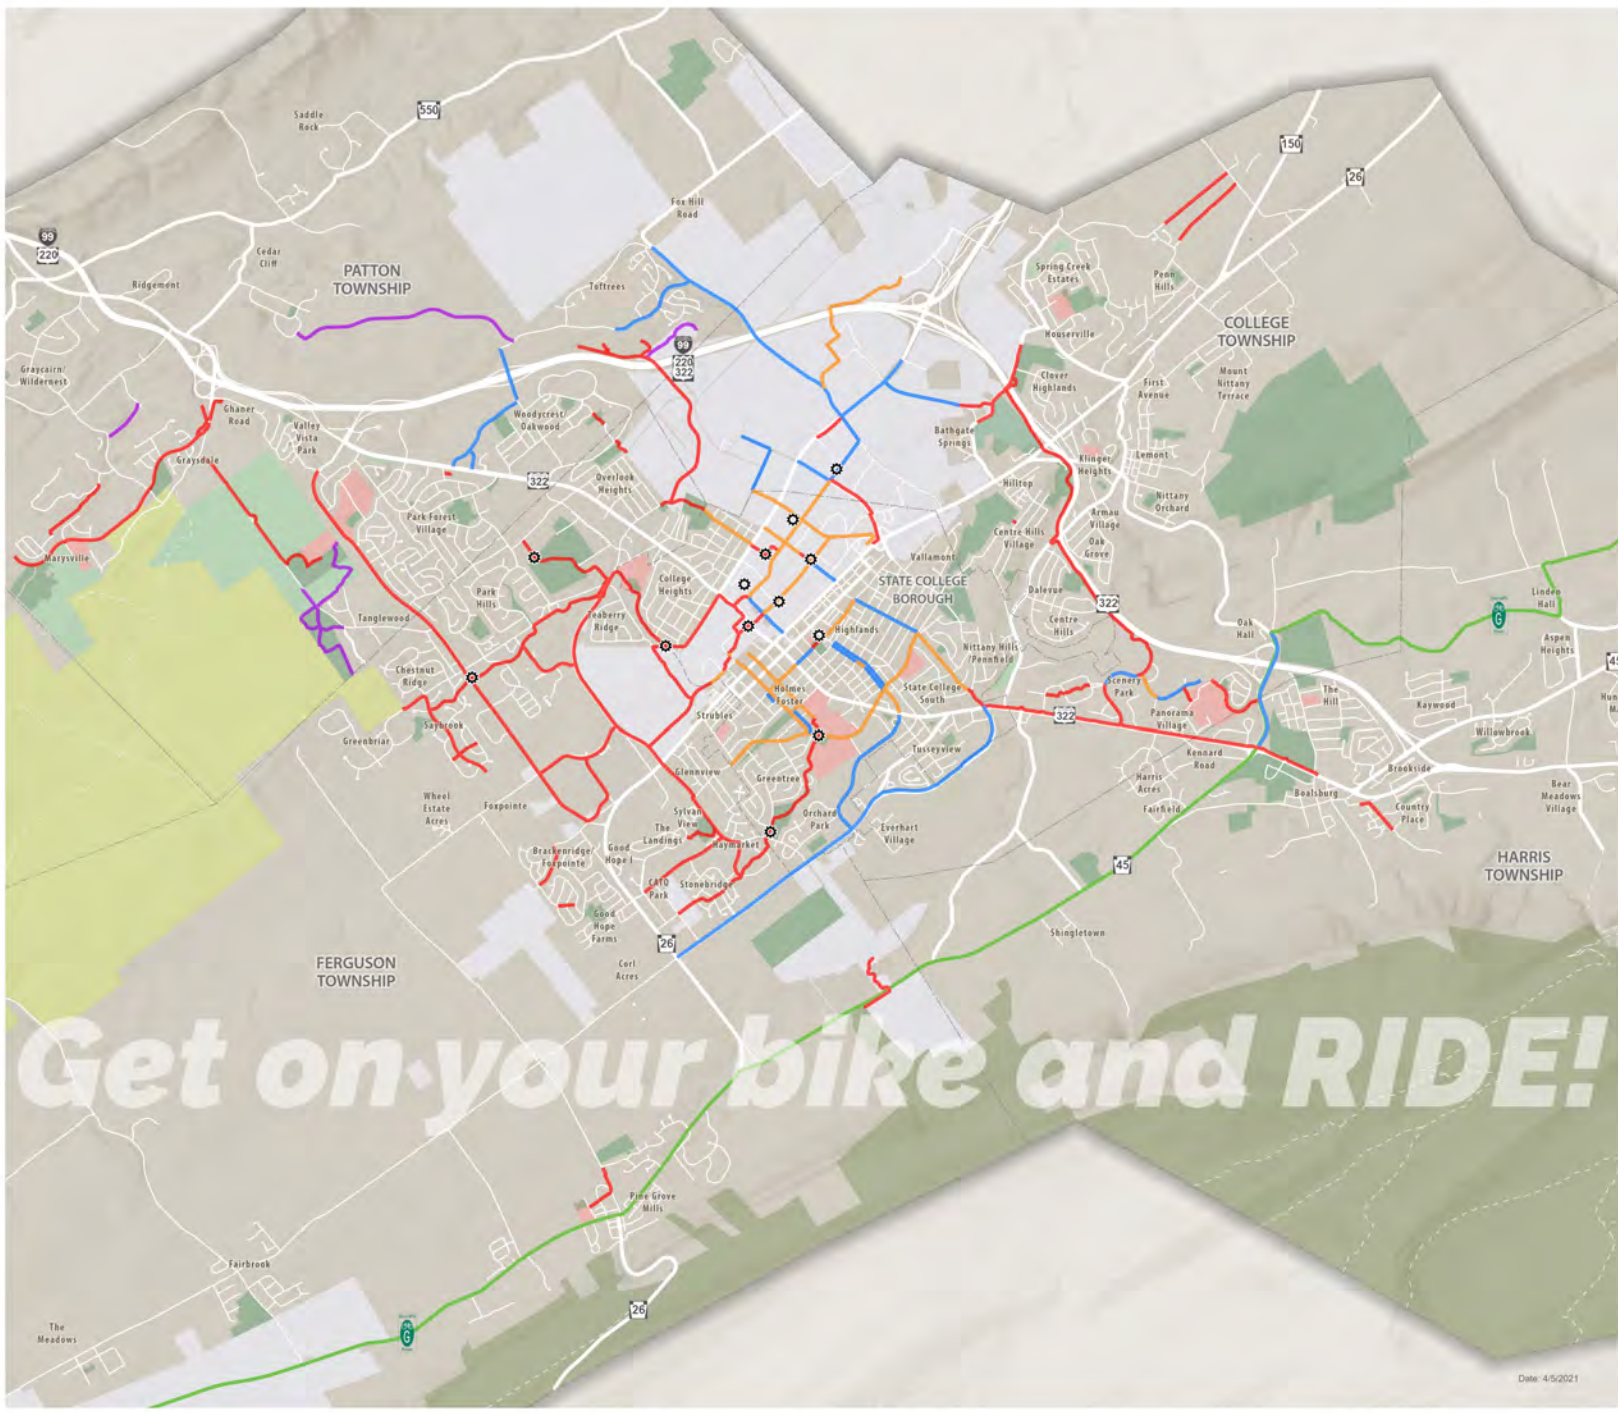 550
Saddle
Rock
150
26
Fox Hill
Road
99
220
Cedar
Cliff
PATTON
TOWNSHIP
Ridgemont
Toftrees
Spring Creek
Estates
Penn
Hills
Houserville
COLLEGE
TOWNSHIP
99
220
322
Graycairn/
Wildernest
Clover
Highlands
First
Avenue
Mount
Nittany
Terrace
Ghaner
Road
Valley
Vista
Park
Woodycrest/
Oakwood
Bathgate
Springs
Graysdale
Klinger
Heights
Lemont
322
Overlook
Heights
Hilltop
Nittany
Orchard
Park Forest
Village
Armau
Village
Centre Hills
Village
Oak
Grove
Marysville
Vallamont
College
Heights
STATE COLLEGE
BOROUGH
Dalevue
Park
Hills
Linden
Hall
322
G
Tanglewood
Teaberry
Ridge
Highlands
Centre
Hills
Oak
Hall
Aspen
Heights
Nittany Hills
/Pennfield
Chestnut
Ridge
Holmes
Foster
State College
South
Scenery
Park
The
Hill
Kaywood
Saybrook
Strubles
322
Panorama
Village
Willowbrook
Greenbriar
Tusseyview
Kennard
Road
Glennview
Greentree
Harris
Acres
Brookside
Wheel
Estate
Acres
Foxpointe
Boalsburg
Bear
Meadows
Village
Sylvan
View
The
Landings
Orchard
Park
Fairfield
Country
Place
Everhart
Village
Haymarket
Good
Hope I
Brackenridge/
Foxpointe
45
HARRIS
TOWNSHIP
CATO
Park
Stonebridge
Good
Hope
Farms
26
Shingletown
FERGUSON
TOWNSHIP
Corl
Acres
Get on your bike and RIDE!
Pine Grove
Mills
Fairbrook
26
The
Meadows
G
Date: 4/5/2021